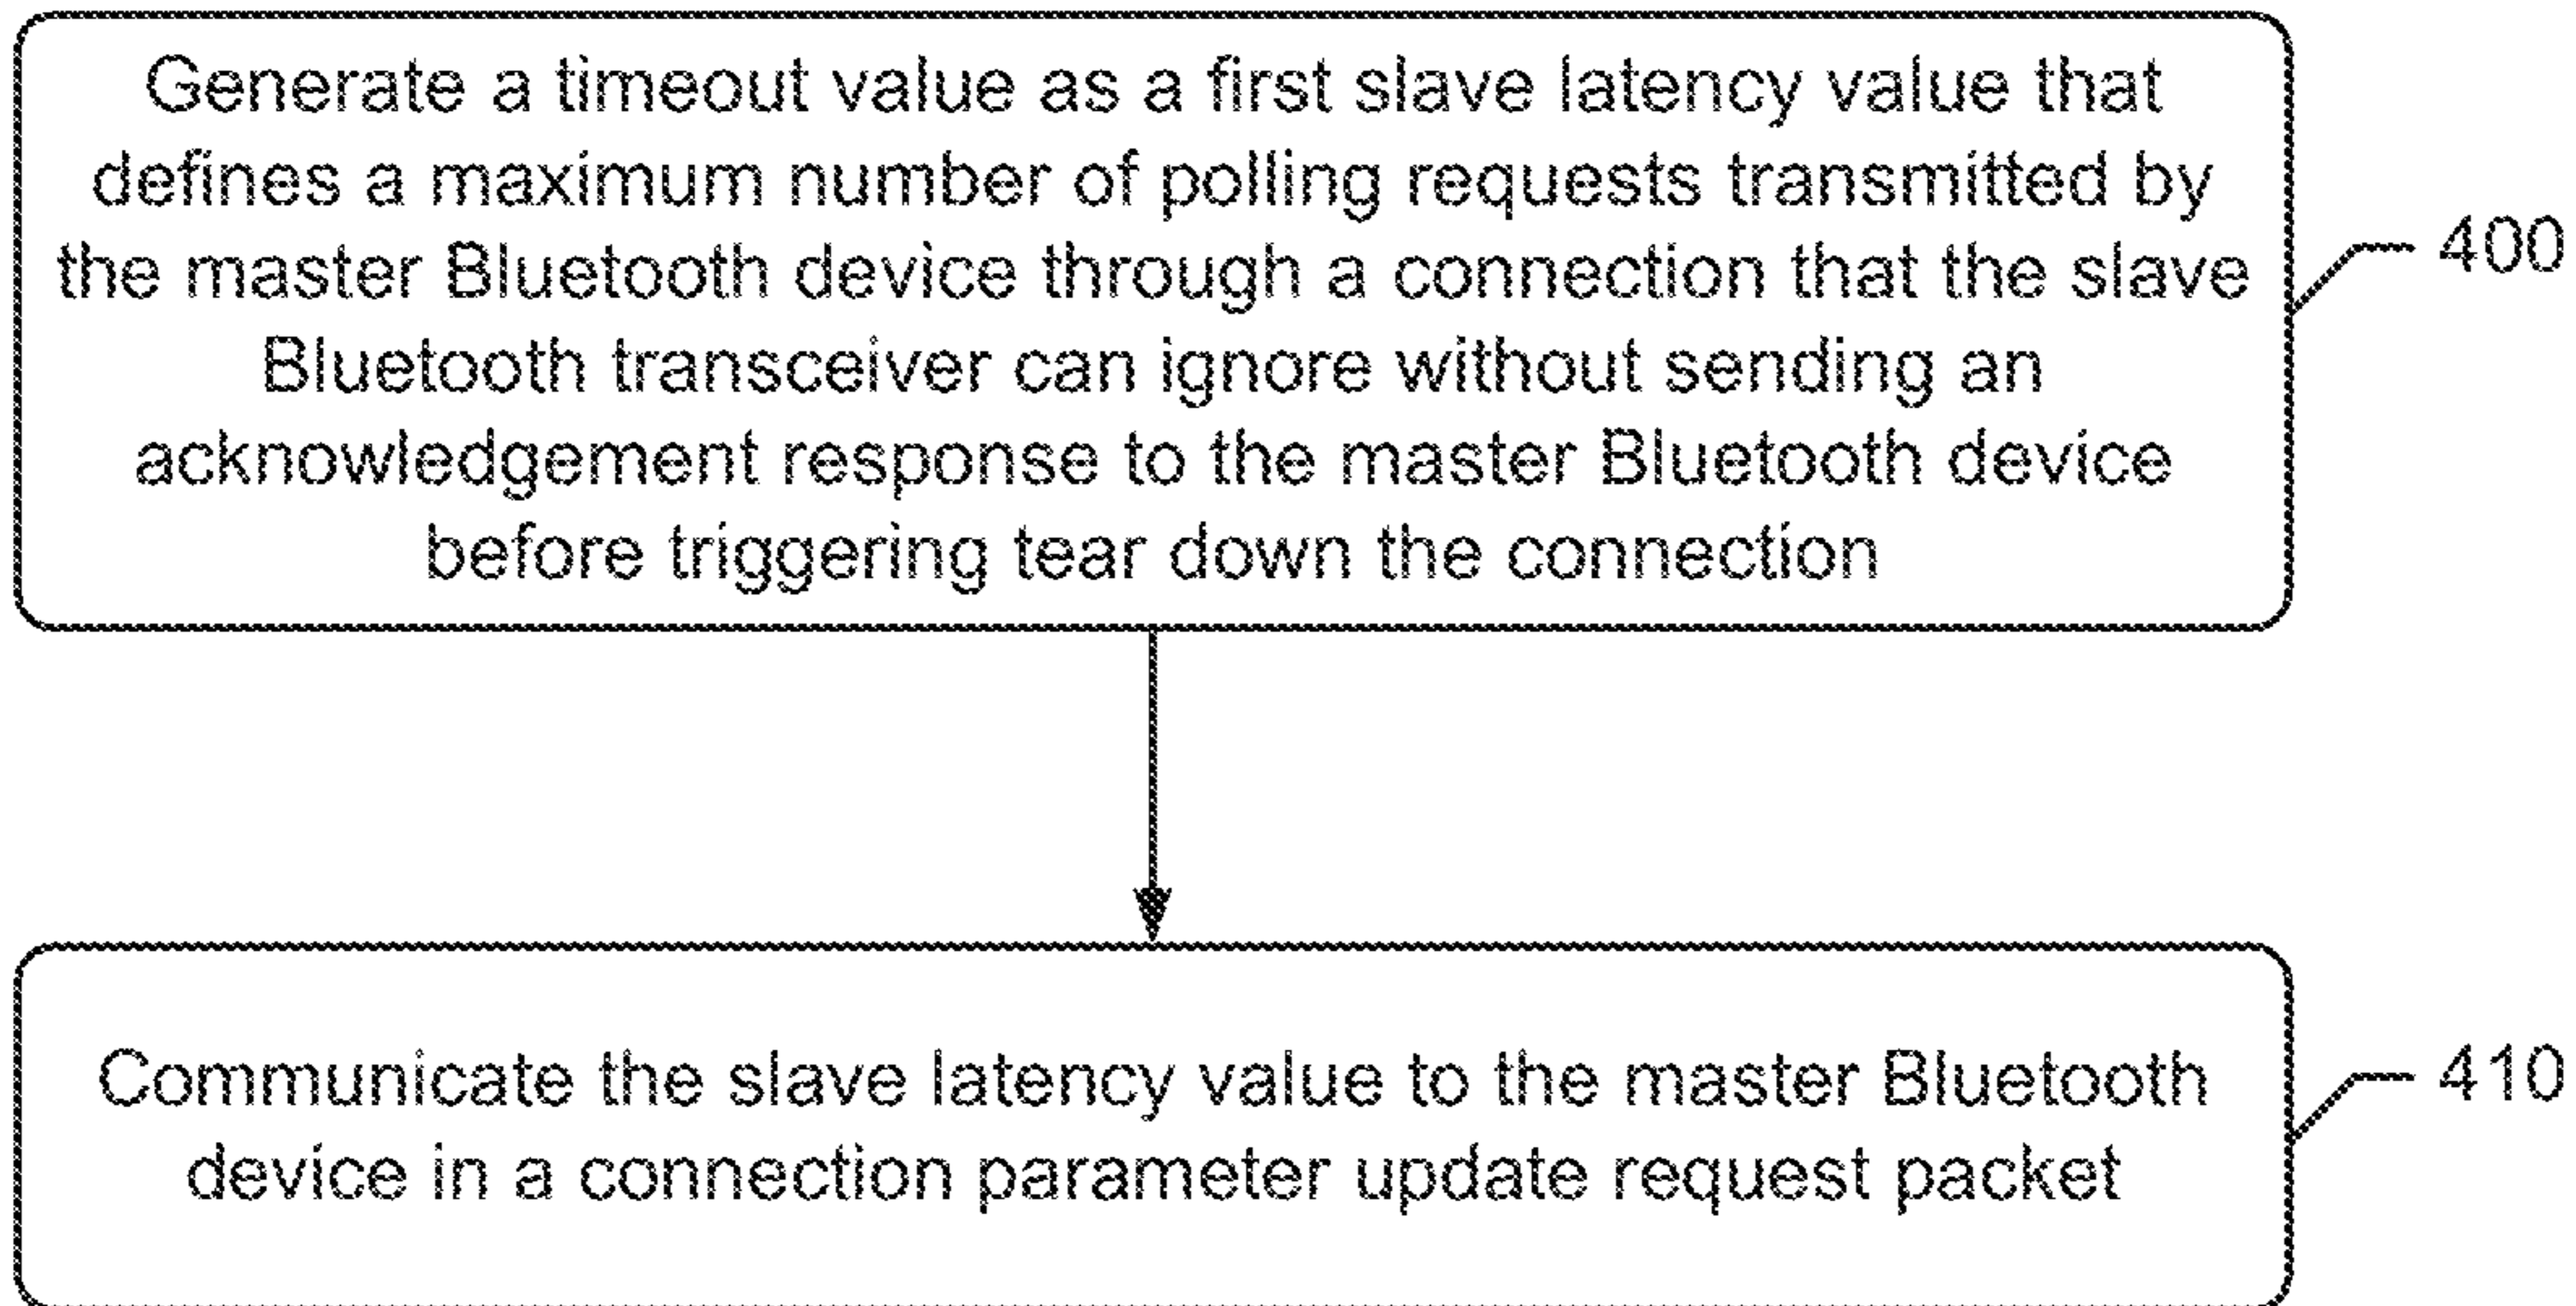 Generate a timeout value as a first slave latency value that
defines a maximum number of polling requests transmitted by
the master Bluetooth device through a connection that the slave
Bluetooth transceiver can ignore without sending an
acknowledgement response to the master Bluetooth device
before triggering tear down the connection
400
Communicate the slave latency value to the master Bluetooth
device in a connection parameter update request packet
410